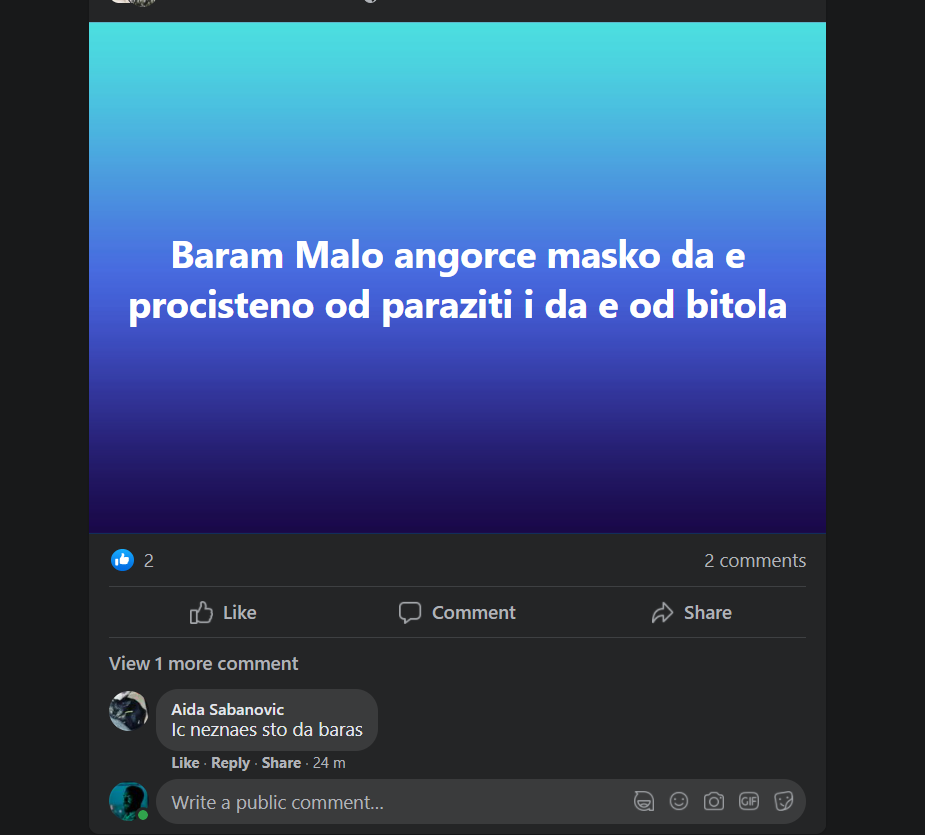 Baram Malo angorce masko da e
procisteno od paraziti i da e od bitola
2
2 comments
Like
Comment
Share
View 1 more comment
Aida Sabanovic
Ic neznaes sto da baras
Like · Reply · Share · 24 m
Write a public comment...
GIF